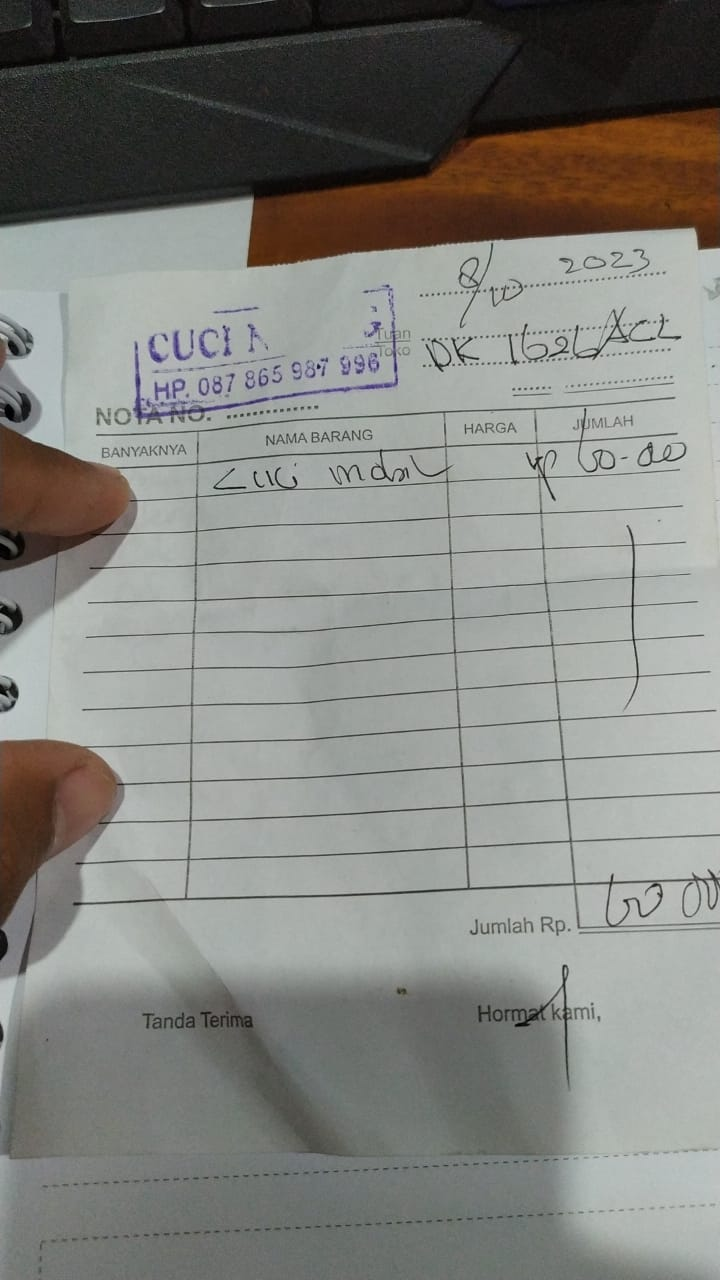 8/10 2023
CUCI
Tuan
Toko
DK 1626 ACL
HP. 087 865 987 996
NOTA NO.
BANYAKNYA NAMA BARANG HARGA JUMLAH
Cuci mobil Rp 60.000
Jumlah Rp. 60 000
Tanda Terima Hormat kami,